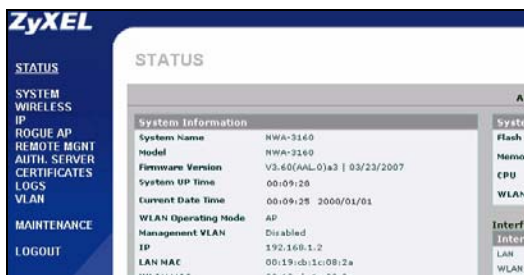 ZyXEL
STATUS
SYSTEM
WIRELESS
IP
ROGUE AP
REMOTE MGNT
AUTH. SERVER
CERTIFICATES
LOGS
VLAN
MAINTENANCE
LOGOUT
STATUS
A
System Information
System Name NWA-3160
Model NWA-3160
Firmware Version V3.60(AAL.0)a3 | 03/23/2007
System UP Time 00:09:28
Current Date Time 00:09:25 2000/01/01
WLAN Operating Mode AP
Management VLAN Disabled
IP 192.168.1.2
LAN MAC 00:19:cb:1c:08:2a
Syste
Flash
Memo
CPU
WLAN
Interf
Inter
LAN
WLAN